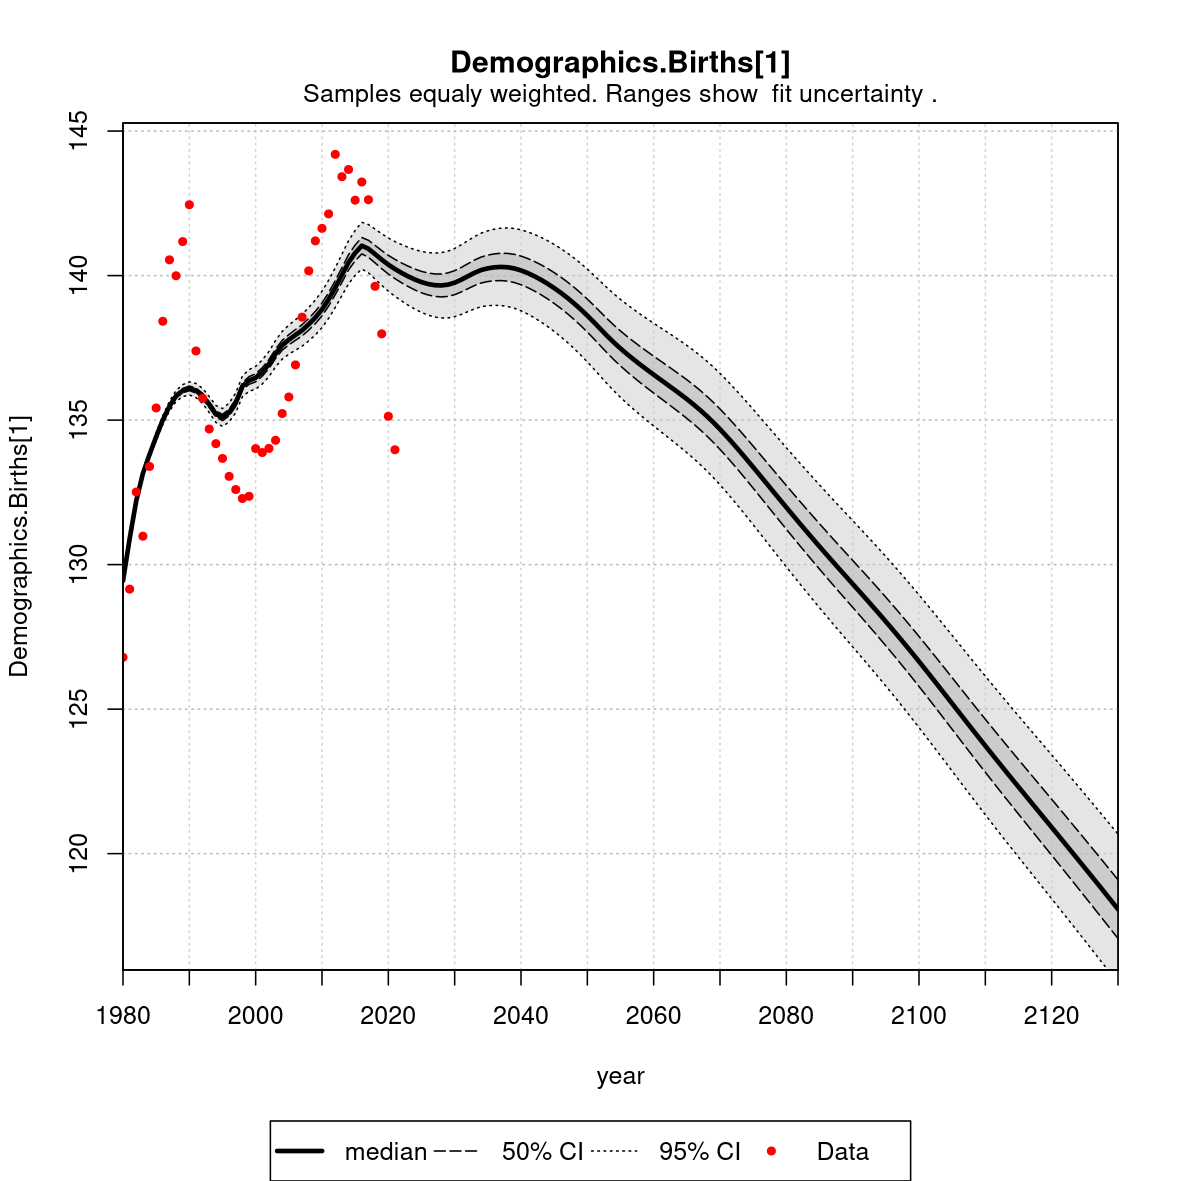 Demographics.Births[1]
Samples equaly weighted. Ranges show  fit uncertainty .
Demographics.Births[1]
145
140
135
130
125
120
1980 2000 2020 2040 2060 2080 2100 2120
year
median 50% CI 95% CI Data